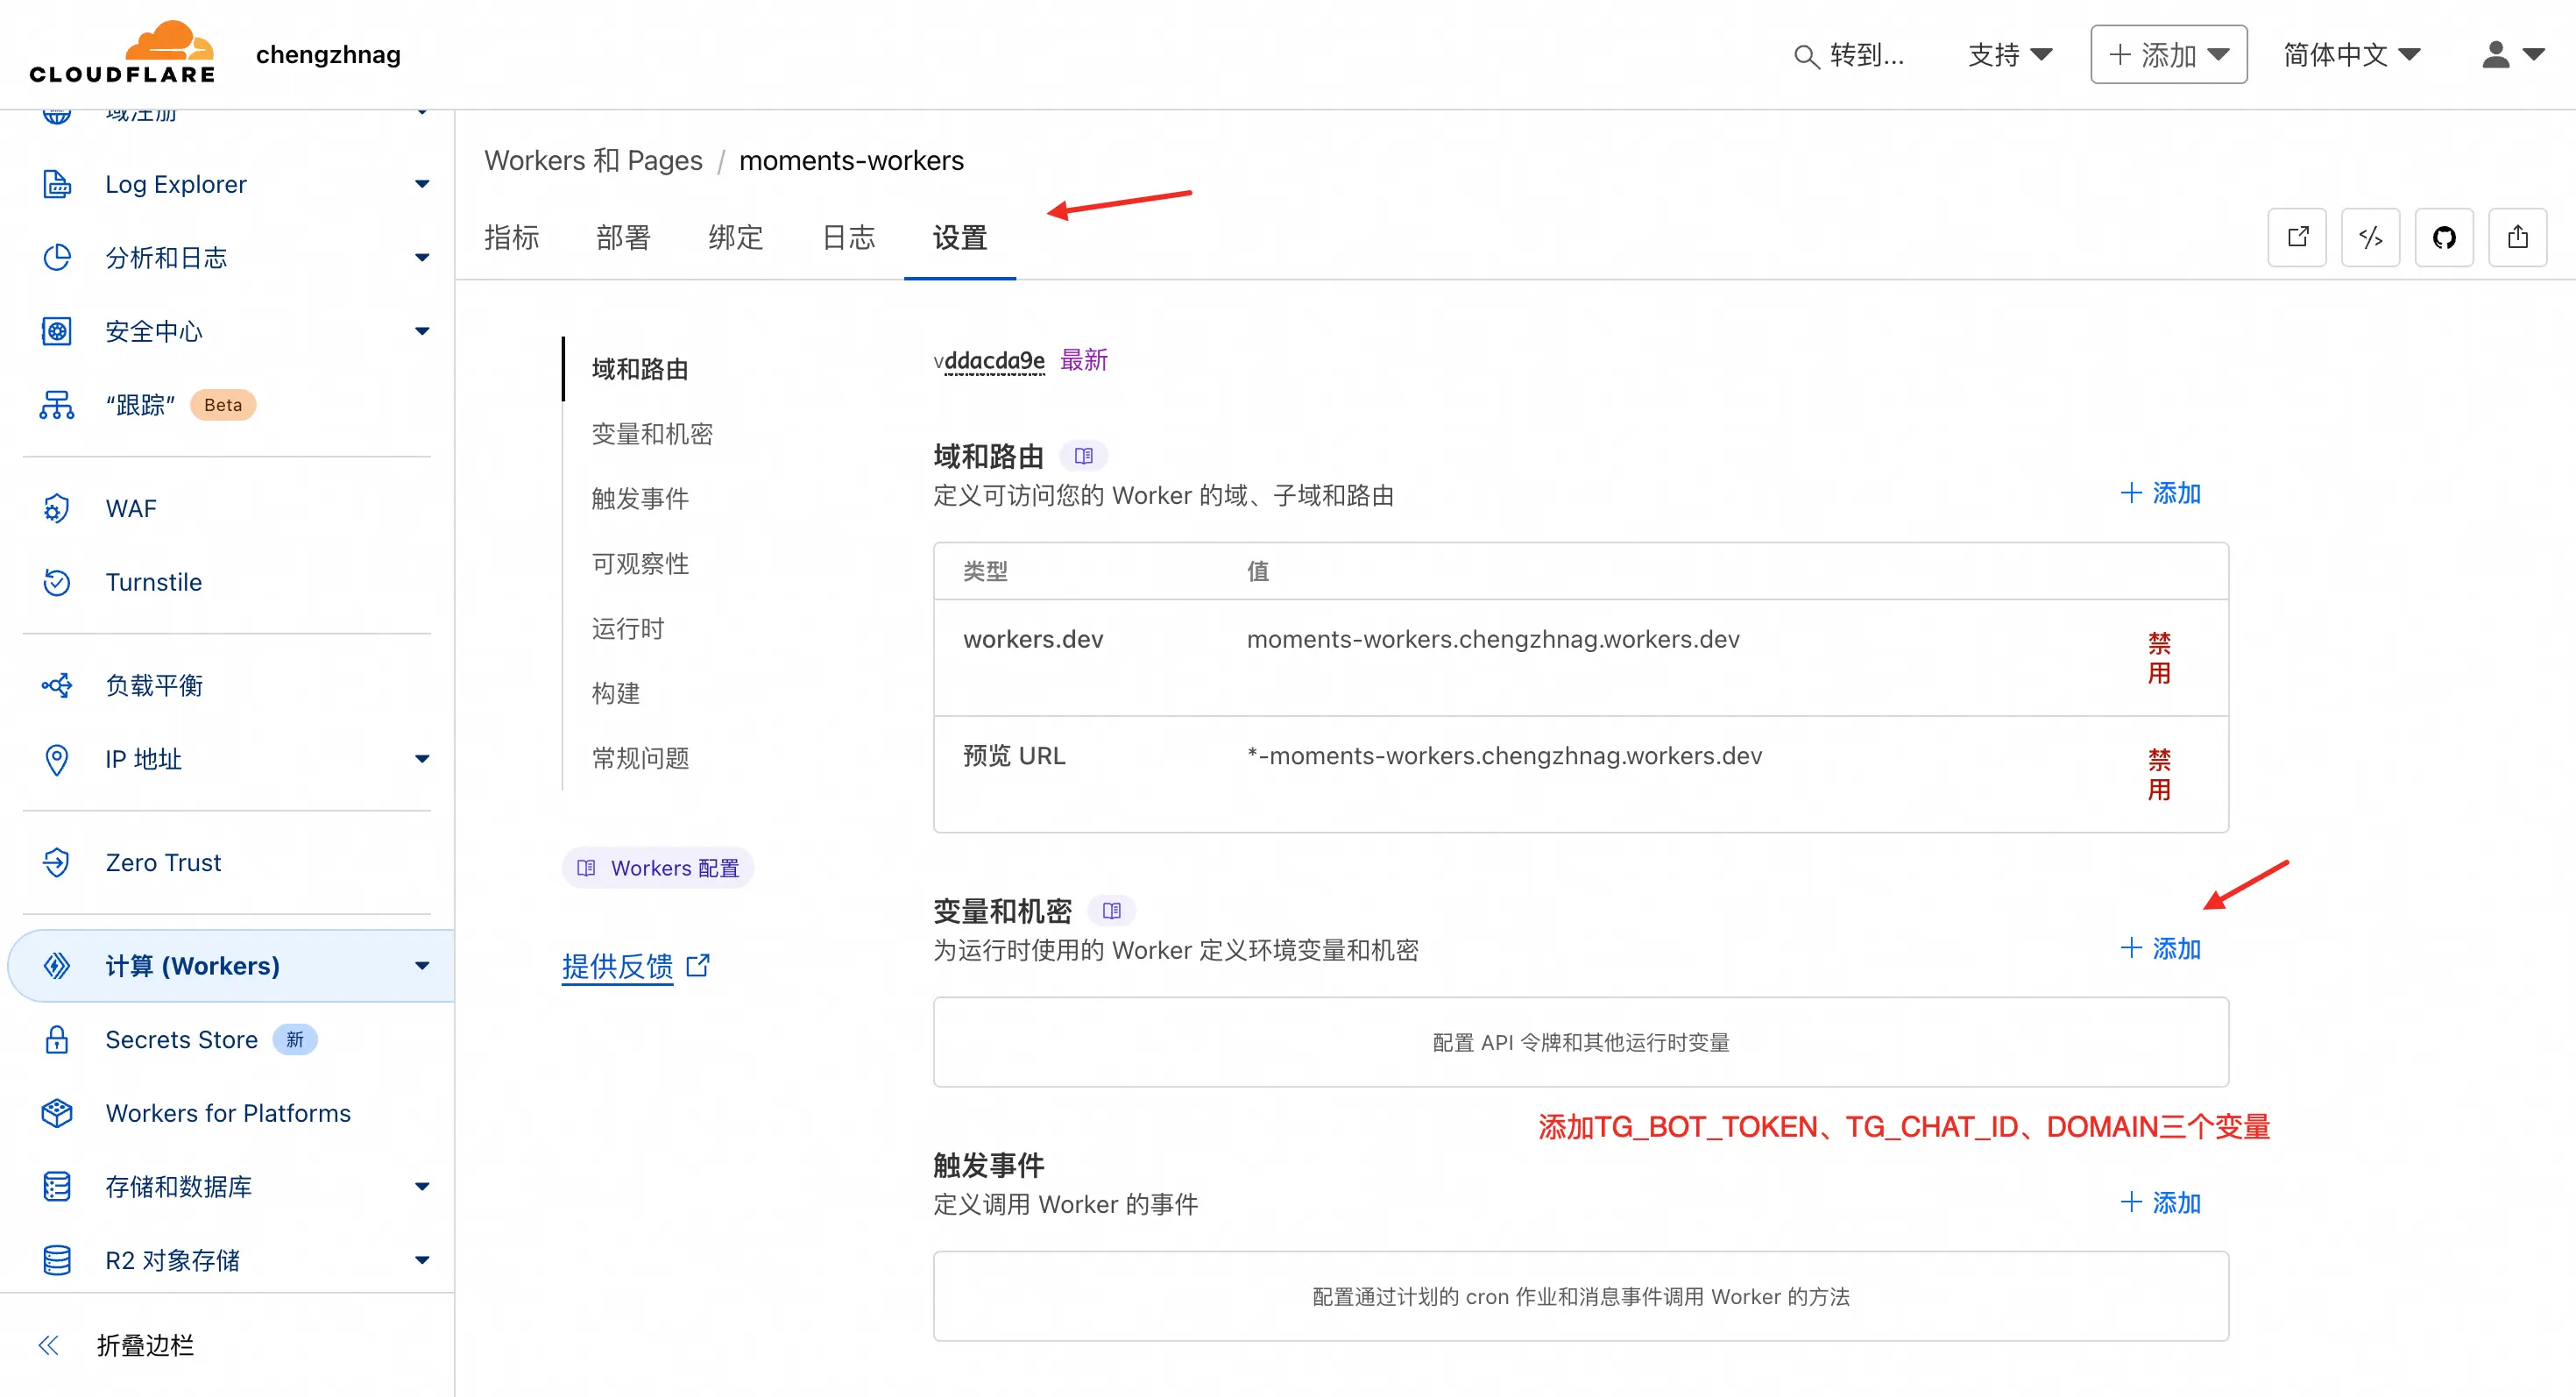 CLOUDFLARE
chengzhnag
转到...
支持
添加
简体中文
域注册
Log Explorer
分析和日志
安全中心
“跟踪” Beta
WAF
Turnstile
负载平衡
IP 地址
Zero Trust
计算 (Workers)
Secrets Store 新
Workers for Platforms
存储和数据库
R2 对象存储
折叠边栏
Workers 和 Pages / moments-workers
指标 部署 绑定 日志 设置
域和路由
变量和机密
触发事件
可观察性
运行时
构建
常规问题
Workers 配置
提供反馈
vddacda9e 最新
域和路由
定义可访问您的 Worker 的域、子域和路由
添加
类型 值
workers.dev moments-workers.chengzhnag.workers.dev 禁用
预览 URL *-moments-workers.chengzhnag.workers.dev 禁用
变量和机密
为运行时使用的 Worker 定义环境变量和机密
添加
配置 API 令牌和其他运行时变量
添加TG_BOT_TOKEN、TG_CHAT_ID、DOMAIN三个变量
触发事件
定义调用 Worker 的事件
添加
配置通过计划的 cron 作业和消息事件调用 Worker 的方法